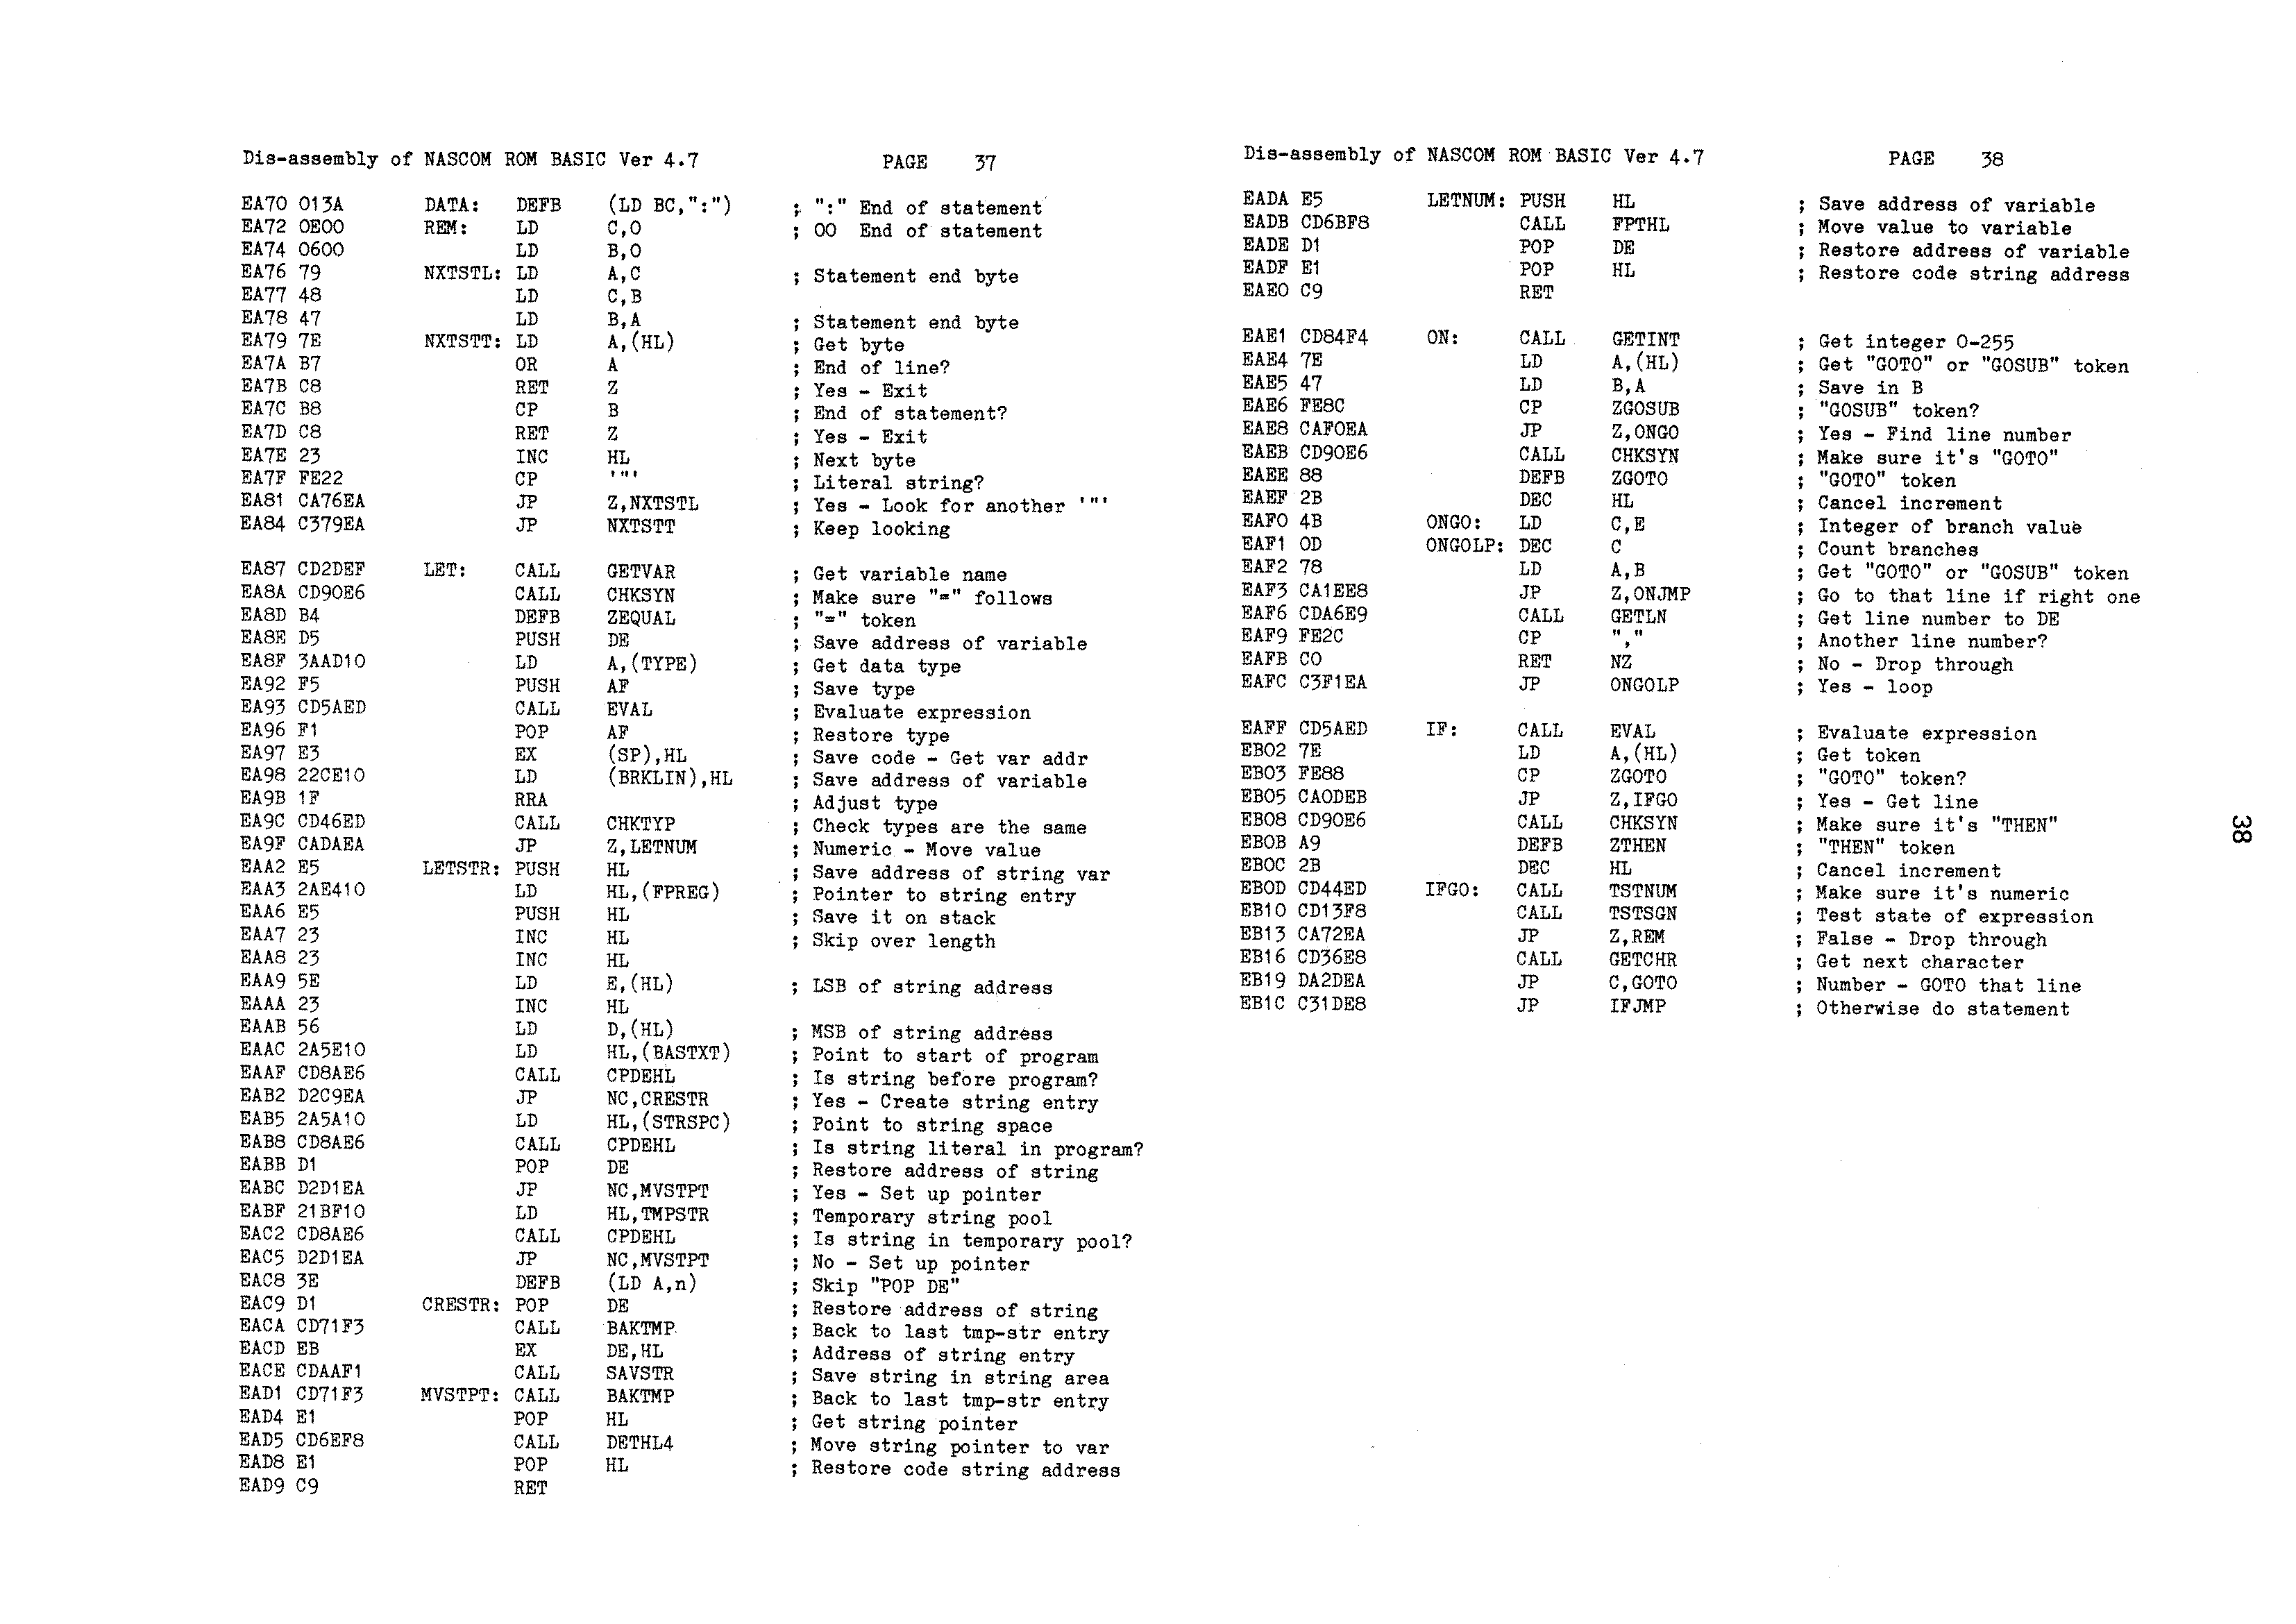 Dis-assembly of NASCOM ROM BASIC Ver 4.7 PAGE 37
EA70 013A DATA: DEFB (LD BC,":") ; ":" End of statement
EA72 0E00 REM: LD C,0 ; 00 End of statement
EA74 0600 LD B,0
EA76 79 NXTSTL: LD A,C ; Statement end byte
EA77 48 LD C,B
EA78 47 LD B,A ; Statement end byte
EA79 7E NXTSTT: LD A,(HL) ; Get byte
EA7A B7 OR A ; End of line?
EA7B C8 RET Z ; Yes - Exit
EA7C B8 CP B ; End of statement?
EA7D C8 RET Z ; Yes - Exit
EA7E 23 INC HL ; Next byte
EA7F FE22 CP '"' ; Literal string?
EA81 CA76EA JP Z,NXTSTL ; Yes - Look for another '"'
EA84 C379EA JP NXTSTT ; Keep looking
EA87 CD2DEF LET: CALL GETVAR ; Get variable name
EA8A CD90E6 CALL CHKSYN ; Make sure "=" follows
EA8D B4 DEFB ZEQUAL ; "=" token
EA8E D5 PUSH DE ; Save address of variable
EA8F 3AAD10 LD A,(TYPE) ; Get data type
EA92 F5 PUSH AF ; Save type
EA93 CD5AED CALL EVAL ; Evaluate expression
EA96 F1 POP AF ; Restore type
EA97 E3 EX (SP),HL ; Save code - Get var addr
EA98 22CE10 LD (BRKLIN),HL ; Save address of variable
EA9B 1F RRA ; Adjust type
EA9C CD46ED CALL CHKTYP ; Check types are the same
EA9F CADAEA JP Z,LETNUM ; Numeric - Move value
EAA2 E5 LETSTR: PUSH HL ; Save address of string var
EAA3 2AE410 LD HL,(FPREG) ; Pointer to string entry
EAA6 E5 PUSH HL ; Save it on stack
EAA7 23 INC HL ; Skip over length
EAA8 23 INC HL
EAA9 5E LD E,(HL) ; LSB of string address
EAAA 23 INC HL
EAAB 56 LD D,(HL) ; MSB of string address
EAAC 2A5E10 LD HL,(BASTXT) ; Point to start of program
EAAF CD8AE6 CALL CPDEHL ; Is string before program?
EAB2 D2C9EA JP NC,CRESTR ; Yes - Create string entry
EAB5 2A5A10 LD HL,(STRSPC) ; Point to string space
EAB8 CD8AE6 CALL CPDEHL ; Is string literal in program?
EABB D1 POP DE ; Restore address of string
EABC D2D1EA JP NC,MVSTPT ; Yes - Set up pointer
EABF 21BF10 LD HL,TMPSTR ; Temporary string pool
EAC2 CD8AE6 CALL CPDEHL ; Is string in temporary pool?
EAC5 D2D1EA JP NC,MVSTPT ; No - Set up pointer
EAC8 3E DEFB (LD A,n) ; Skip "POP DE"
EAC9 D1 CRESTR: POP DE ; Restore address of string
EACA CD71F3 CALL BAKTMP ; Back to last tmp-str entry
EACD EB EX DE,HL ; Address of string entry
EACE CDAAF1 CALL SAVSTR ; Save string in string area
EAD1 CD71F3 MVSTPT: CALL BAKTMP ; Back to last tmp-str entry
EAD4 E1 POP HL ; Get string pointer
EAD5 CD6EF8 CALL DETHL4 ; Move string pointer to var
EAD8 E1 POP HL ; Restore code string address
EAD9 C9 RET
Dis-assembly of NASCOM ROM BASIC Ver 4.7 PAGE 38
EADA E5 LETNUM: PUSH HL ; Save address of variable
EADB CD6BF8 CALL FPTHL ; Move value to variable
EADE D1 POP DE ; Restore address of variable
EADF E1 POP HL ; Restore code string address
EAE0 C9 RET
EAE1 CD84F4 ON: CALL GETINT ; Get integer 0-255
EAE4 7E LD A,(HL) ; Get "GOTO" or "GOSUB" token
EAE5 47 LD B,A ; Save in B
EAE6 FE8C CP ZGOSUB ; "GOSUB" token?
EAE8 CAF0EA JP Z,ONGO ; Yes - Find line number
EAEB CD90E6 CALL CHKSYN ; Make sure it's "GOTO"
EAEE 88 DEFB ZGOTO ; "GOTO" token
EAEF 2B DEC HL ; Cancel increment
EAF0 4B ONGO: LD C,E ; Integer of branch value
EAF1 0D ONGOLP: DEC C ; Count branches
EAF2 78 LD A,B ; Get "GOTO" or "GOSUB" token
EAF3 CA1EE8 JP Z,ONJMP ; Go to that line if right one
EAF6 CDA6E9 CALL GETLN ; Get line number to DE
EAF9 FE2C CP "," ; Another line number?
EAFB C0 RET NZ ; No - Drop through
EAFC C3F1EA JP ONGOLP ; Yes - loop
EAFF CD5AED IF: CALL EVAL ; Evaluate expression
EB02 7E LD A,(HL) ; Get token
EB03 FE88 CP ZGOTO ; "GOTO" token?
EB05 CA0DEB JP Z,IFGO ; Yes - Get line
EB08 CD90E6 CALL CHKSYN ; Make sure it's "THEN"
EB0B A9 DEFB ZTHEN ; "THEN" token
EB0C 2B DEC HL ; Cancel increment
EB0D CD44ED IFGO: CALL TSTNUM ; Make sure it's numeric
EB10 CD13F8 CALL TSTSGN ; Test state of expression
EB13 CA72EA JP Z,REM ; False - Drop through
EB16 CD36E8 CALL GETCHR ; Get next character
EB19 DA2DEA JP C,GOTO ; Number - GOTO that line
EB1C C31DE8 JP IFJMP ; Otherwise do statement
38